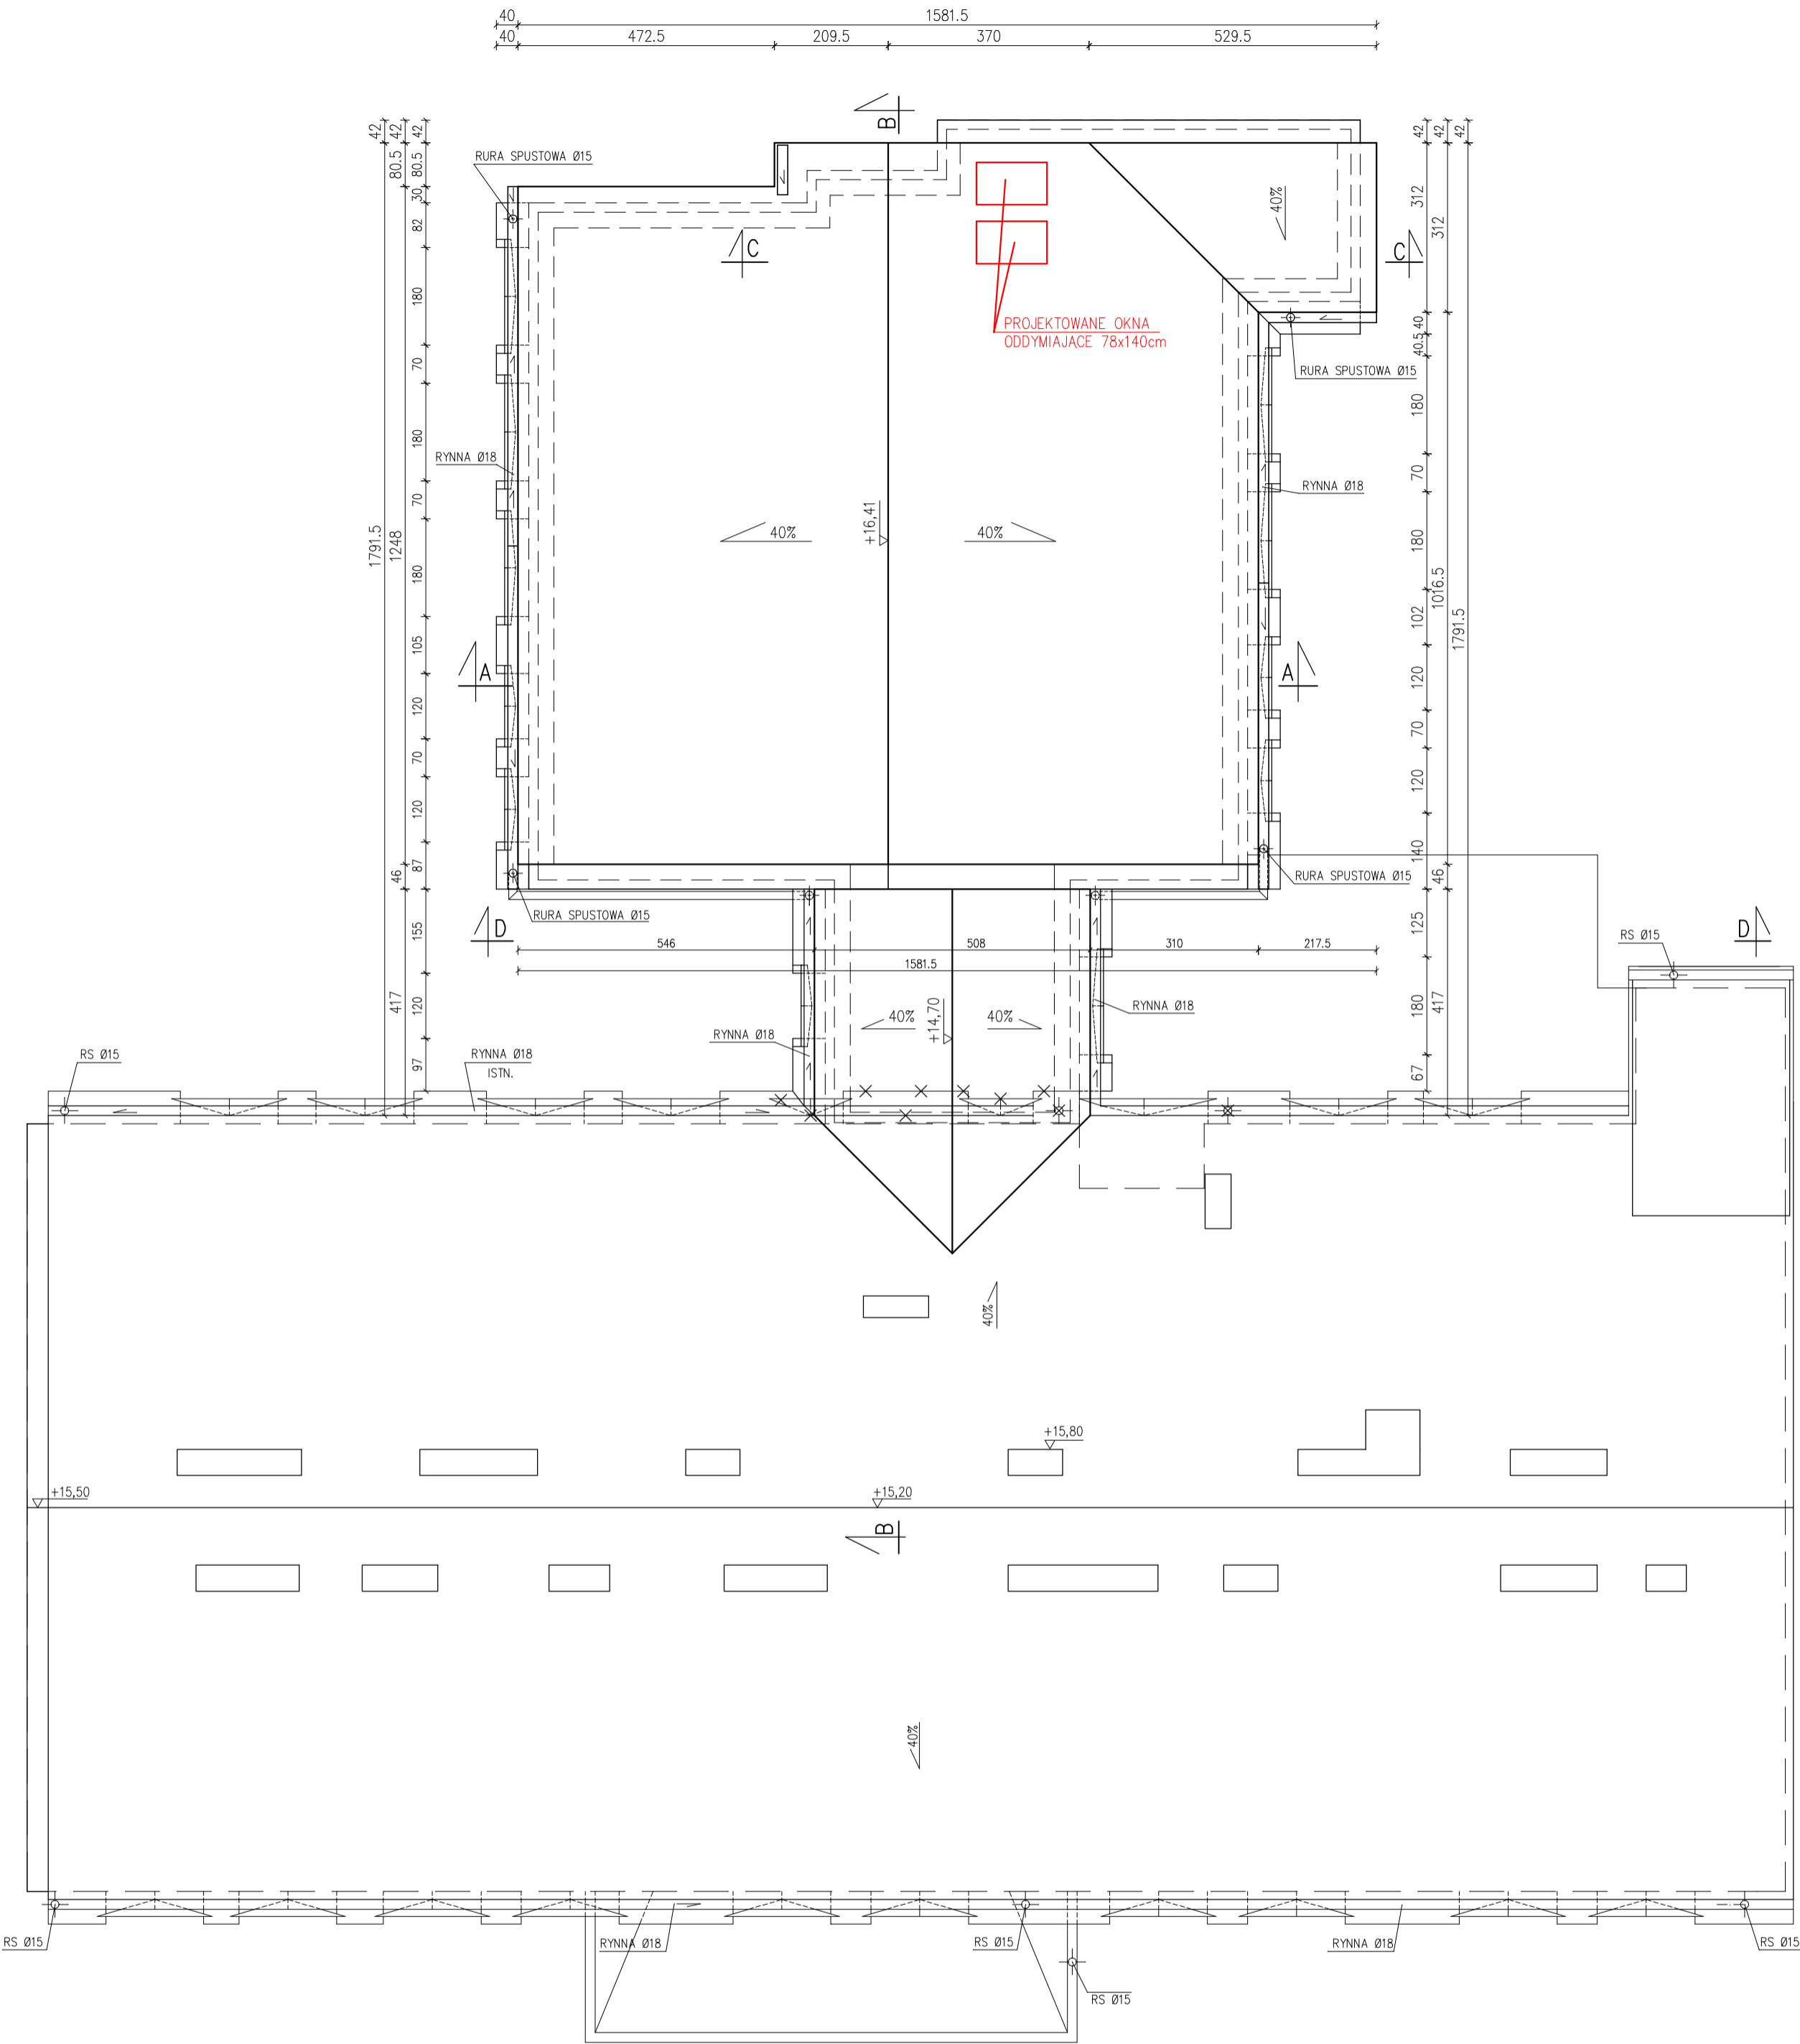 40
1581.5
40
472.5
209.5
370
529.5
B
42
42
42
42
42
42
80.5
80.5
30
82
180
70
180
70
180
105
120
70
120
87
155
120
97
1248
46
417
1791.5
RURA SPUSTOWA Ø15
C
C
40%
PROJEKTOWANE OKNA
ODDYMIAJĄCE 78x140cm
RURA SPUSTOWA Ø15
312
40
40.5
180
70
180
102
120
70
120
140
125
180
67
312
1016.5
46
417
1791.5
RYNNA Ø18
RYNNA Ø18
40%
+16,41
40%
A
A
RURA SPUSTOWA Ø15
RURA SPUSTOWA Ø15
D
D
RS Ø15
546
508
310
217.5
1581.5
40%
+14,70
40%
RYNNA Ø18
RYNNA Ø18
RS Ø15
RYNNA Ø18
ISTN.
40%
+15,80
+15,50
+15,20
B
40%
RS Ø15
RYNNA Ø18
RS Ø15
RYNNA Ø18
RS Ø15
RS Ø15